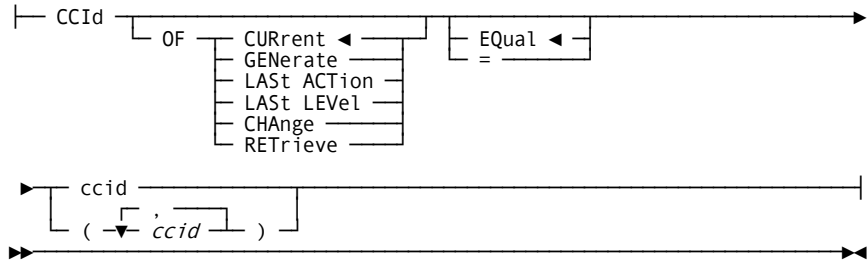 CCId
OF CURrent EQual
GENerate =
LASt ACTion
LASt LEVel
CHAnge
RETrieve
ccid
,
( ccid )